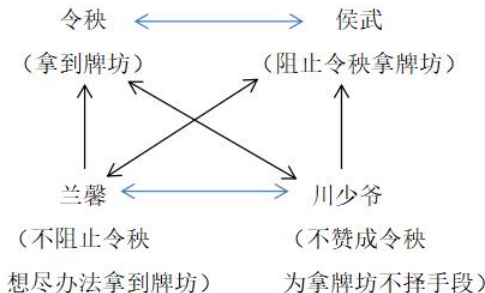 令秧 侯武
（拿到牌坊） （阻止令秧拿牌坊）
兰馨 川少爷
（不阻止令秧 （不赞成令秧
想尽办法拿到牌坊） 为拿牌坊不择手段）